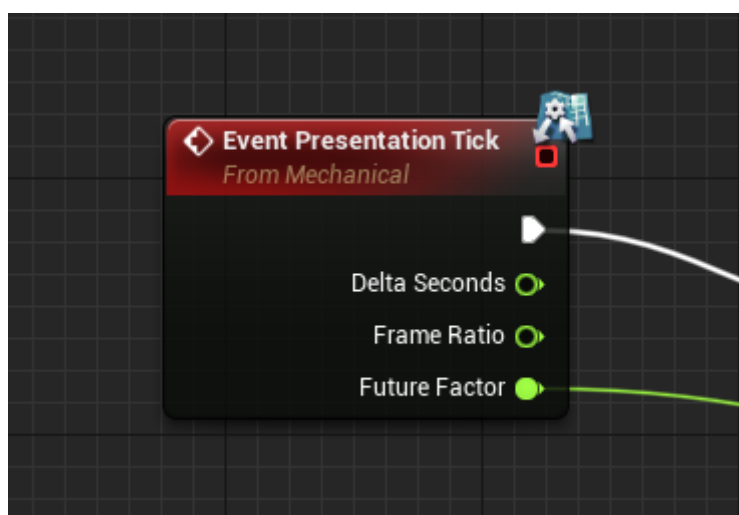 Event Presentation Tick
From Mechanical
Delta Seconds
Frame Ratio
Future Factor